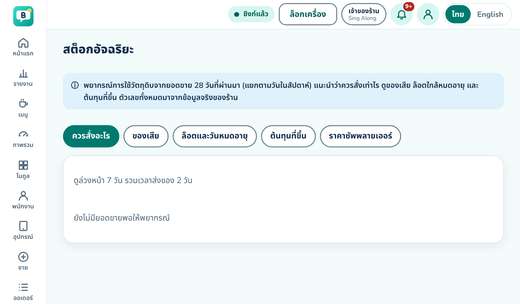 B
ซิงก์แล้ว
ล็อกเครื่อง
เจ้าของร้าน
Sing Along
9+
ไทย
English
หน้าแรก
รายงาน
เมนู
ภาพรวม
โมดูล
พนักงาน
อุปกรณ์
ขาย
ออเดอร์
สต็อกอัจฉริยะ
พยากรณ์การใช้วัตถุดิบจากยอดขาย 28 วันที่ผ่านมา (แยกตามวันในสัปดาห์) แนะนำว่าควรสั่งเท่าไร ดูของเสีย ล็อตใกล้หมดอายุ และ
ต้นทุนที่ขึ้น ตัวเลขทั้งหมดมาจากข้อมูลจริงของร้าน
ควรสั่งอะไร
ของเสีย
ล็อตและวันหมดอายุ
ต้นทุนที่ขึ้น
ราคาซัพพลายเออร์
ดูล่วงหน้า 7 วัน รวมเวลาส่งของ 2 วัน
ยังไม่มียอดขายพอให้พยากรณ์